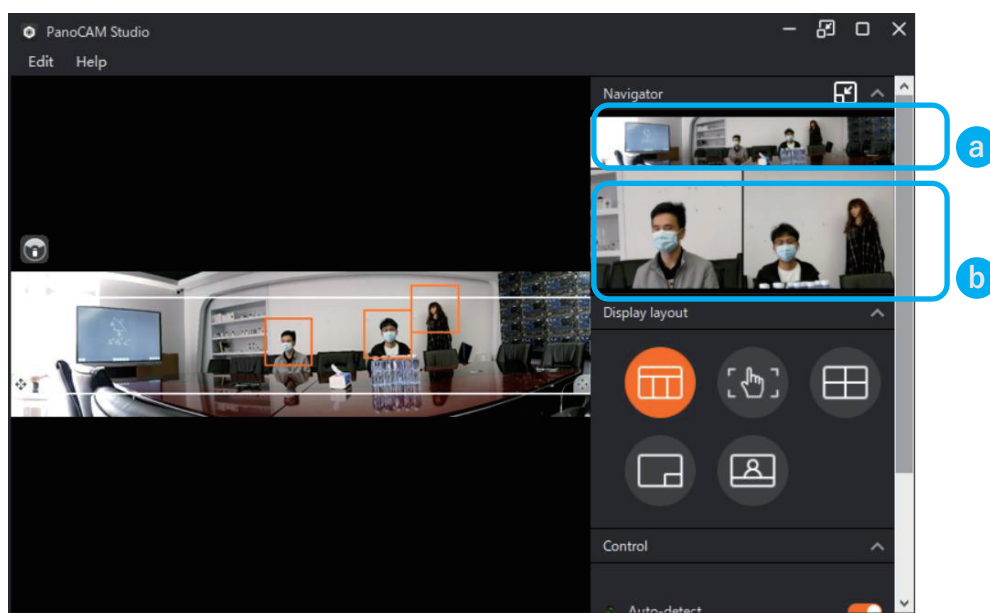 PanoCAM Studio
Edit Help
Navigator
a
b
Display layout
Control
Auto-detect